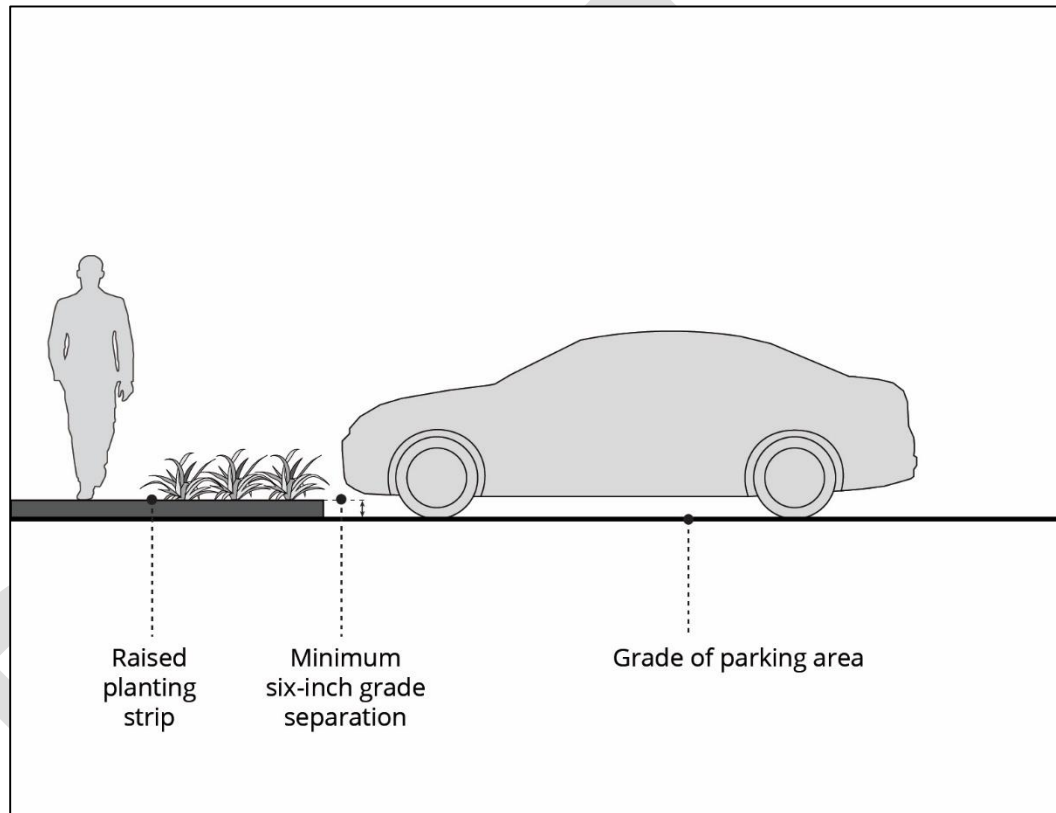 Raised
planting
strip
Minimum
six-inch grade
separation
Grade of parking area